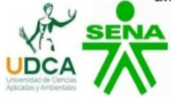 UDCA
Universidad de Ciencias
Aplicadas y Ambientales
SENA